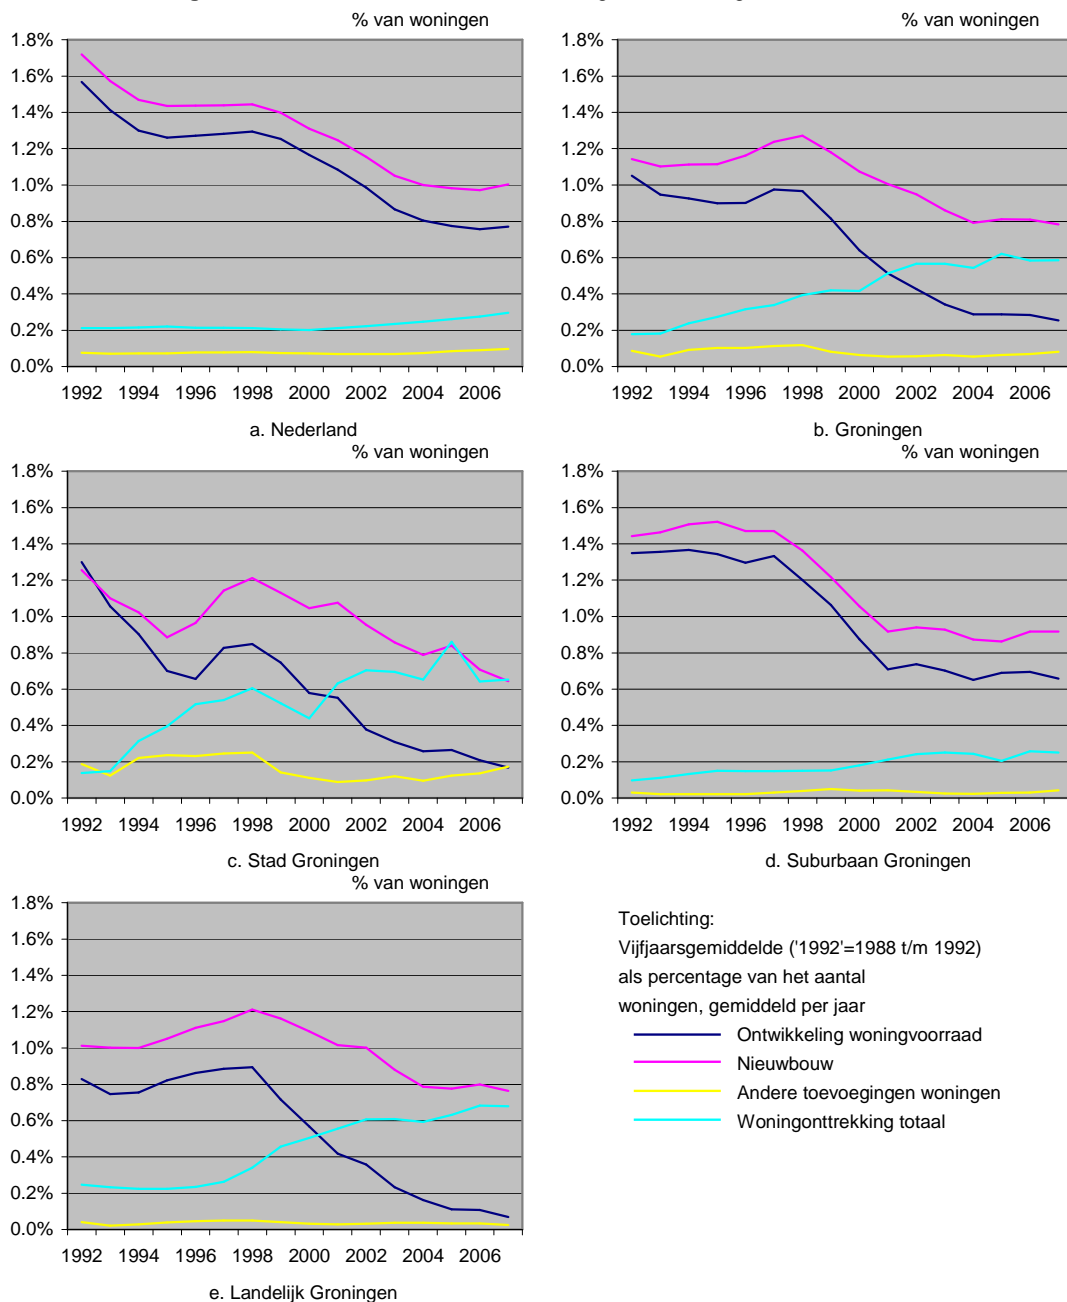 % van woningen
1.8%
1.6%
1.4%
1.2%
1.0%
0.8%
0.6%
0.4%
0.2%
0.0%
1992 1994 1996 1998 2000 2002 2004 2006
a. Nederland
% van woningen
1.8%
1.6%
1.4%
1.2%
1.0%
0.8%
0.6%
0.4%
0.2%
0.0%
1992 1994 1996 1998 2000 2002 2004 2006
b. Groningen
% van woningen
1.8%
1.6%
1.4%
1.2%
1.0%
0.8%
0.6%
0.4%
0.2%
0.0%
1992 1994 1996 1998 2000 2002 2004 2006
c. Stad Groningen
% van woningen
1.8%
1.6%
1.4%
1.2%
1.0%
0.8%
0.6%
0.4%
0.2%
0.0%
1992 1994 1996 1998 2000 2002 2004 2006
d. Suburbaan Groningen
% van woningen
1.8%
1.6%
1.4%
1.2%
1.0%
0.8%
0.6%
0.4%
0.2%
0.0%
1992 1994 1996 1998 2000 2002 2004 2006
e. Landelijk Groningen
Toelichting:
Vijfjaarsgemiddelde ('1992'=1988 t/m 1992)
als percentage van het aantal
woningen, gemiddeld per jaar
Ontwikkeling woningvoorraad
Nieuwbouw
Andere toevoegingen woningen
Woningonttrekking totaal